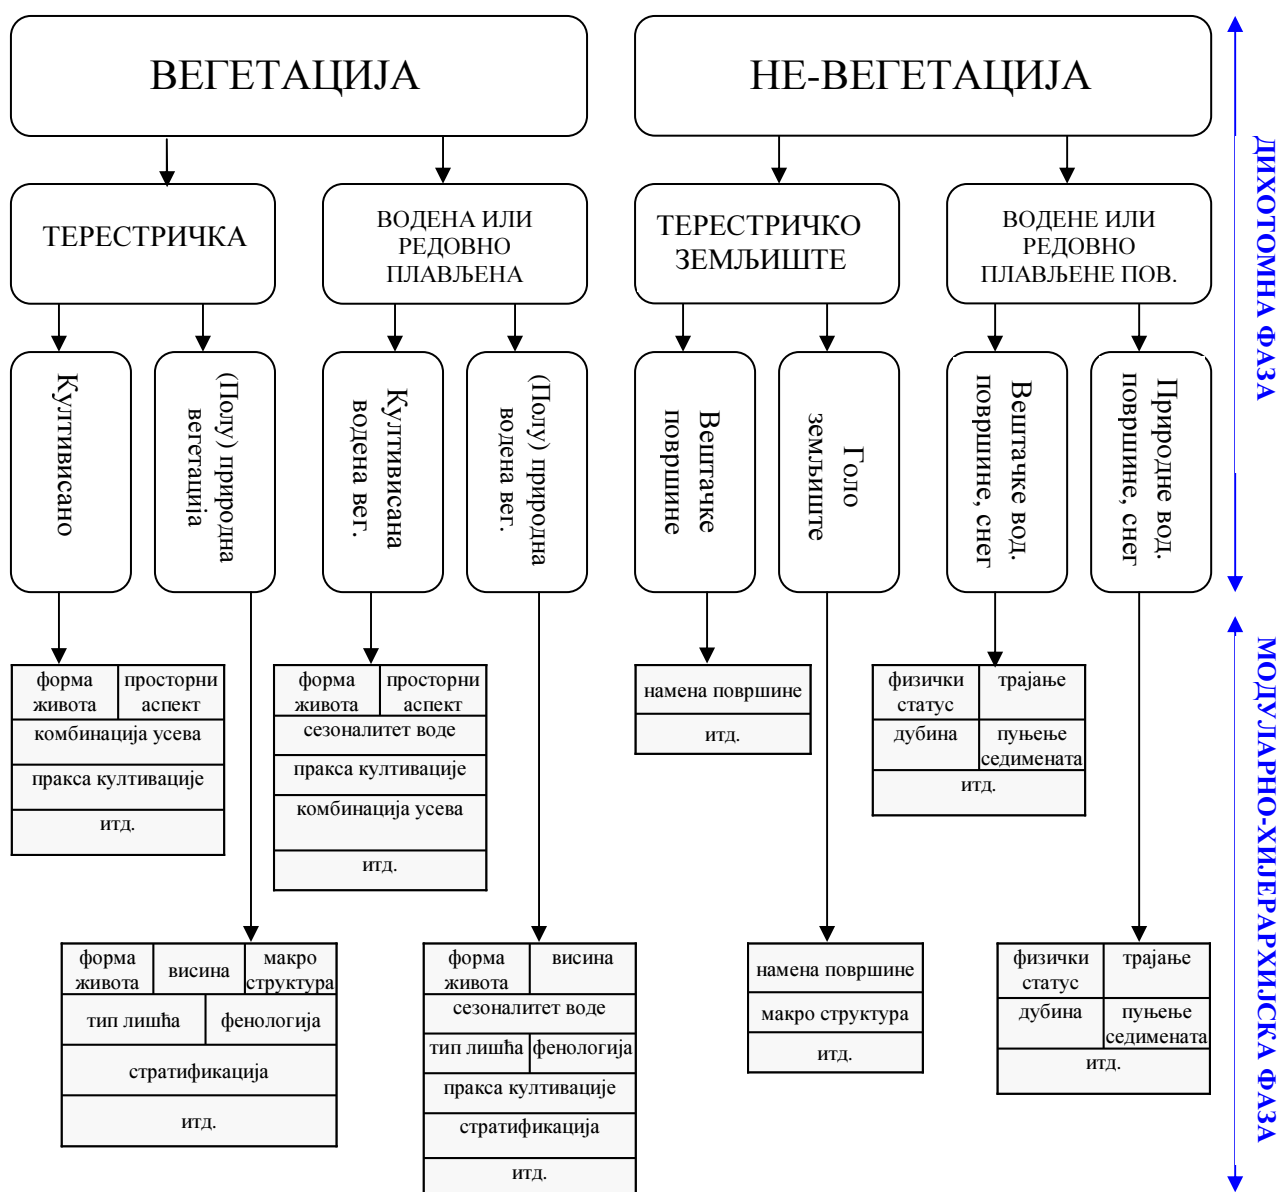 ВЕГЕТАЦИЈА
НЕ-ВЕГЕТАЦИЈА
ТЕРЕСТРИЧКА
ВОДЕНА ИЛИ
РЕДОВНО
ПЛАВЉЕНА
ТЕРЕСТРИЧКО
ЗЕМЉИШТЕ
ВОДЕНЕ ИЛИ
РЕДОВНО
ПЛАВЉЕНЕ ПОВ.
Култивисано
(Полу) природна
вегетација
Култивисана
водена вег.
(Полу) природна
водена вег.
Вештачке
површине
Голо
земљиште
Вештачке вод.
површине, снег
Природне вод.
површине, снег
ДИХОТОМНА ФАЗА
форма
живота
просторни
аспект
комбинација усева
пракса култивације
итд.
форма
живота
просторни
аспект
сезоналитет воде
пракса култивације
комбинација усева
итд.
намена површине
итд.
физички
статус
трајање
дубина
пуњење
седимената
итд.
форма
живота
висина
макро
структура
тип лишћа
фенологија
стратификација
итд.
форма
живота
висина
сезоналитет воде
тип лишћа
фенологија
пракса култивације
стратификација
итд.
намена површине
макро структура
итд.
физички
статус
трајање
дубина
пуњење
седимената
итд.
МОДУЛАРНО-ХИЈЕРАРХИЈСКА ФАЗА